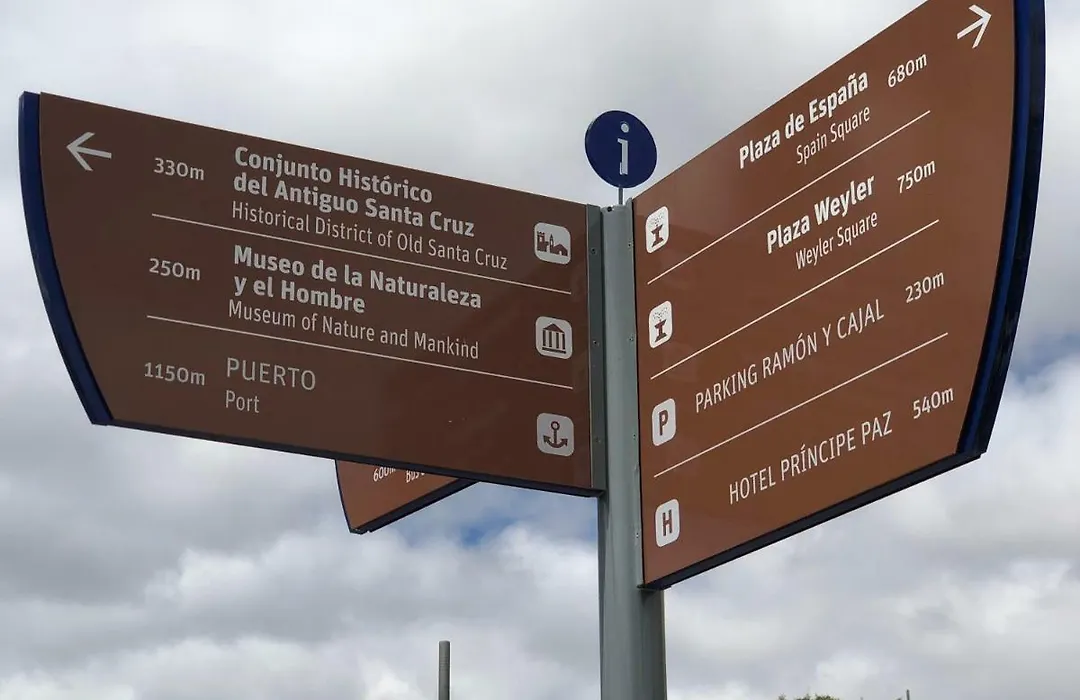 i
330m
Conjunto Histórico
del Antiguo Santa Cruz
Historical District of Old Santa Cruz
250m
Museo de la Naturaleza
y el Hombre
Museum of Nature and Mankind
1150m
PUERTO
Port
600m
Plaza de España 680m
Spain Square
Plaza Weyler 750m
Weyler Square
PARKING RAMÓN Y CAJAL 230m
P
HOTEL PRÍNCIPE PAZ 540m
H